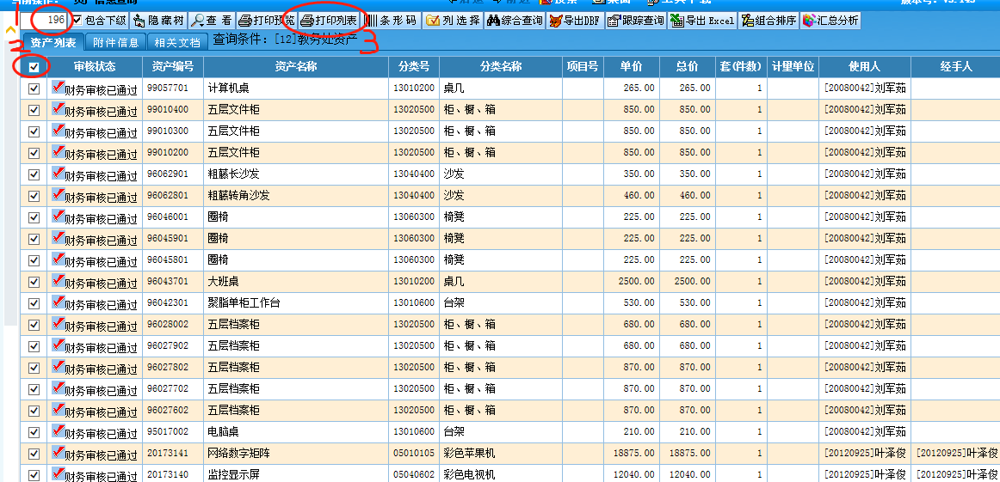 当前操作: 资产信息查询 后退 前进 搜索 桌面 工具下载 版本号: V3.143
1 196 包含下级 隐藏树 查看 打印预览 打印列表 条形码 列选择 综合查询 导出DBF 跟踪查询 导出Excel 组合排序 汇总分析
2 资产列表 附件信息 相关文档 查询条件: [12]教务处资产 3
审核状态 资产编号 资产名称 分类号 分类名称 项目号 单价 总价 套(件数) 计量单位 使用人 经手人
财务审核已通过 99057701 计算机桌 13010200 桌几 265.00 265.00 1 [20080042]刘军茹
财务审核已通过 99010400 五层文件柜 13020500 柜、橱、箱 850.00 850.00 1 [20080042]刘军茹
财务审核已通过 99010300 五层文件柜 13020500 柜、橱、箱 850.00 850.00 1 [20080042]刘军茹
财务审核已通过 99010200 五层文件柜 13020500 柜、橱、箱 850.00 850.00 1 [20080042]刘军茹
财务审核已通过 96062901 粗藤长沙发 13040400 沙发 350.00 350.00 1 [20080042]刘军茹
财务审核已通过 96062801 粗藤转角沙发 13040400 沙发 460.00 460.00 1 [20080042]刘军茹
财务审核已通过 96046001 圈椅 13060300 椅凳 225.00 225.00 1 [20080042]刘军茹
财务审核已通过 96045901 圈椅 13060300 椅凳 225.00 225.00 1 [20080042]刘军茹
财务审核已通过 96045801 圈椅 13060300 椅凳 225.00 225.00 1 [20080042]刘军茹
财务审核已通过 96043701 大班桌 13010200 桌几 2500.00 2500.00 1 [20080042]刘军茹
财务审核已通过 96042301 聚脂单柜工作台 13010600 台架 530.00 530.00 1 [20080042]刘军茹
财务审核已通过 96028002 五层档案柜 13020500 柜、橱、箱 680.00 680.00 1 [20080042]刘军茹
财务审核已通过 96027902 五层档案柜 13020500 柜、橱、箱 680.00 680.00 1 [20080042]刘军茹
财务审核已通过 96027802 五层档案柜 13020500 柜、橱、箱 870.00 870.00 1 [20080042]刘军茹
财务审核已通过 96027702 五层档案柜 13020500 柜、橱、箱 870.00 870.00 1 [20080042]刘军茹
财务审核已通过 96027602 五层档案柜 13020500 柜、橱、箱 870.00 870.00 1 [20080042]刘军茹
财务审核已通过 95017002 电脑桌 13010600 台架 210.00 210.00 1 [20080042]刘军茹
财务审核已通过 20173141 网络数字矩阵 05010105 彩色苹果机 18875.00 18875.00 1 [20120925]叶泽俊 [20120925]叶泽俊
财务审核已通过 20173140 监控显示屏 05040602 彩色电视机 12040.00 12040.00 1 [20120925]叶泽俊 [20120925]叶泽俊